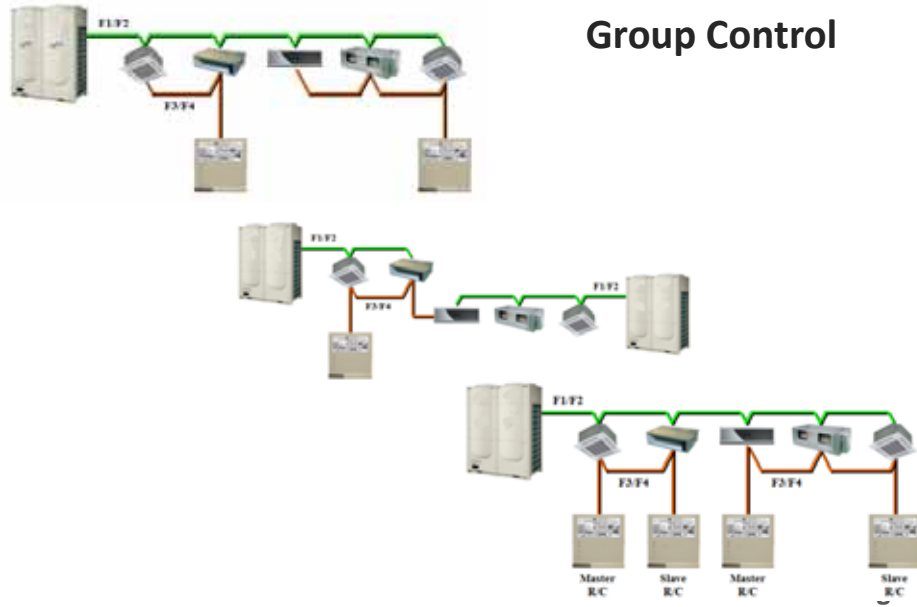 Group Control
F1/F2
F3/F4
F1/F2
F1/F2
F3/F4
F1/F2
F3/F4
F3/F4
Master
R/C
Slave
R/C
Master
R/C
Slave
R/C